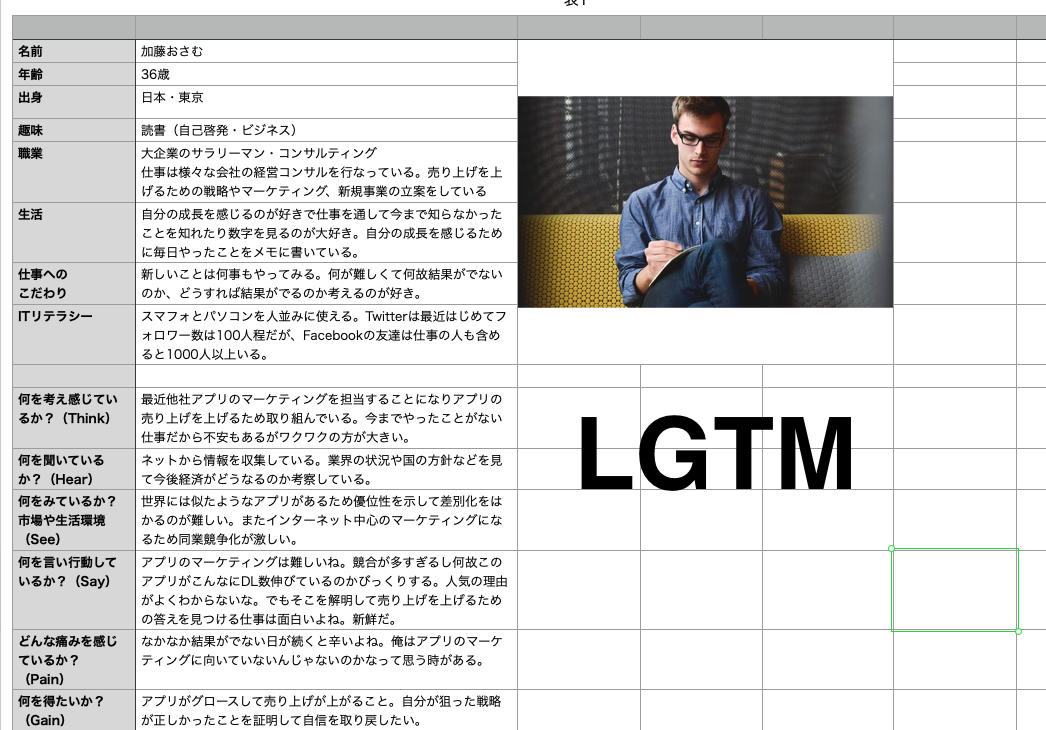 表1
名前
加藤おさむ
年齢
36歳
出身
日本・東京
趣味
読書（自己啓発・ビジネス）
職業
大企業のサラリーマン・コンサルティング
仕事は様々な会社の経営コンサルを行なっている。売り上げを上
げるための戦略やマーケティング、新規事業の立案をしている
生活
自分の成長を感じるのが好きで仕事を通して今まで知らなかった
ことを知れたり数字を見るのが大好き。自分の成長を感じるため
に毎日やったことをメモに書いている。
仕事への
こだわり
新しいことは何事もやってみる。何が難しくて何故結果がでない
のか、どうすれば結果がでるのか考えるのが好き。
ITリテラシー
スマフォとパソコンを人並みに使える。Twitterは最近はじめてフ
ォロワー数は100人程だが、Facebookの友達は仕事の人も含め
ると1000人以上いる。
何を考え感じてい
るか？（Think）
最近他社アプリのマーケティングを担当することになりアプリの
売り上げを上げるため取り組んでいる。今までやったことがない
仕事だから不安もあるがワクワクの方が大きい。
LGTM
何を聞いている
か？（Hear）
ネットから情報を収集している。業界の状況や国の方針などを見
て今後経済がどうなるのか考察している。
何をみているか？
市場や生活環境
（See）
世界には似たようなアプリがあるため優位性を示して差別化をは
かるのが難しい。またインターネット中心のマーケティングにな
るため同業競争化が激しい。
何を言い行動して
いるか？（Say）
アプリのマーケティングは難しいね。競合が多すぎるし何故この
アプリがこんなにDL数伸びているのかびっくりする。人気の理由
がよくわからないな。でもそこを解明して売り上げを上げるため
の答えを見つける仕事は面白いよね。新鮮だ。
どんな痛みを感じ
ているか？
（Pain）
なかなか結果がでない日が続くと辛いよね。俺はアプリのマーケ
ティングに向いていないんじゃないのかなって思う時がある。
何を得たいか？
（Gain）
アプリがグロースして売り上げが上がること。自分が狙った戦略
が正しかったことを証明して自信を取り戻したい。